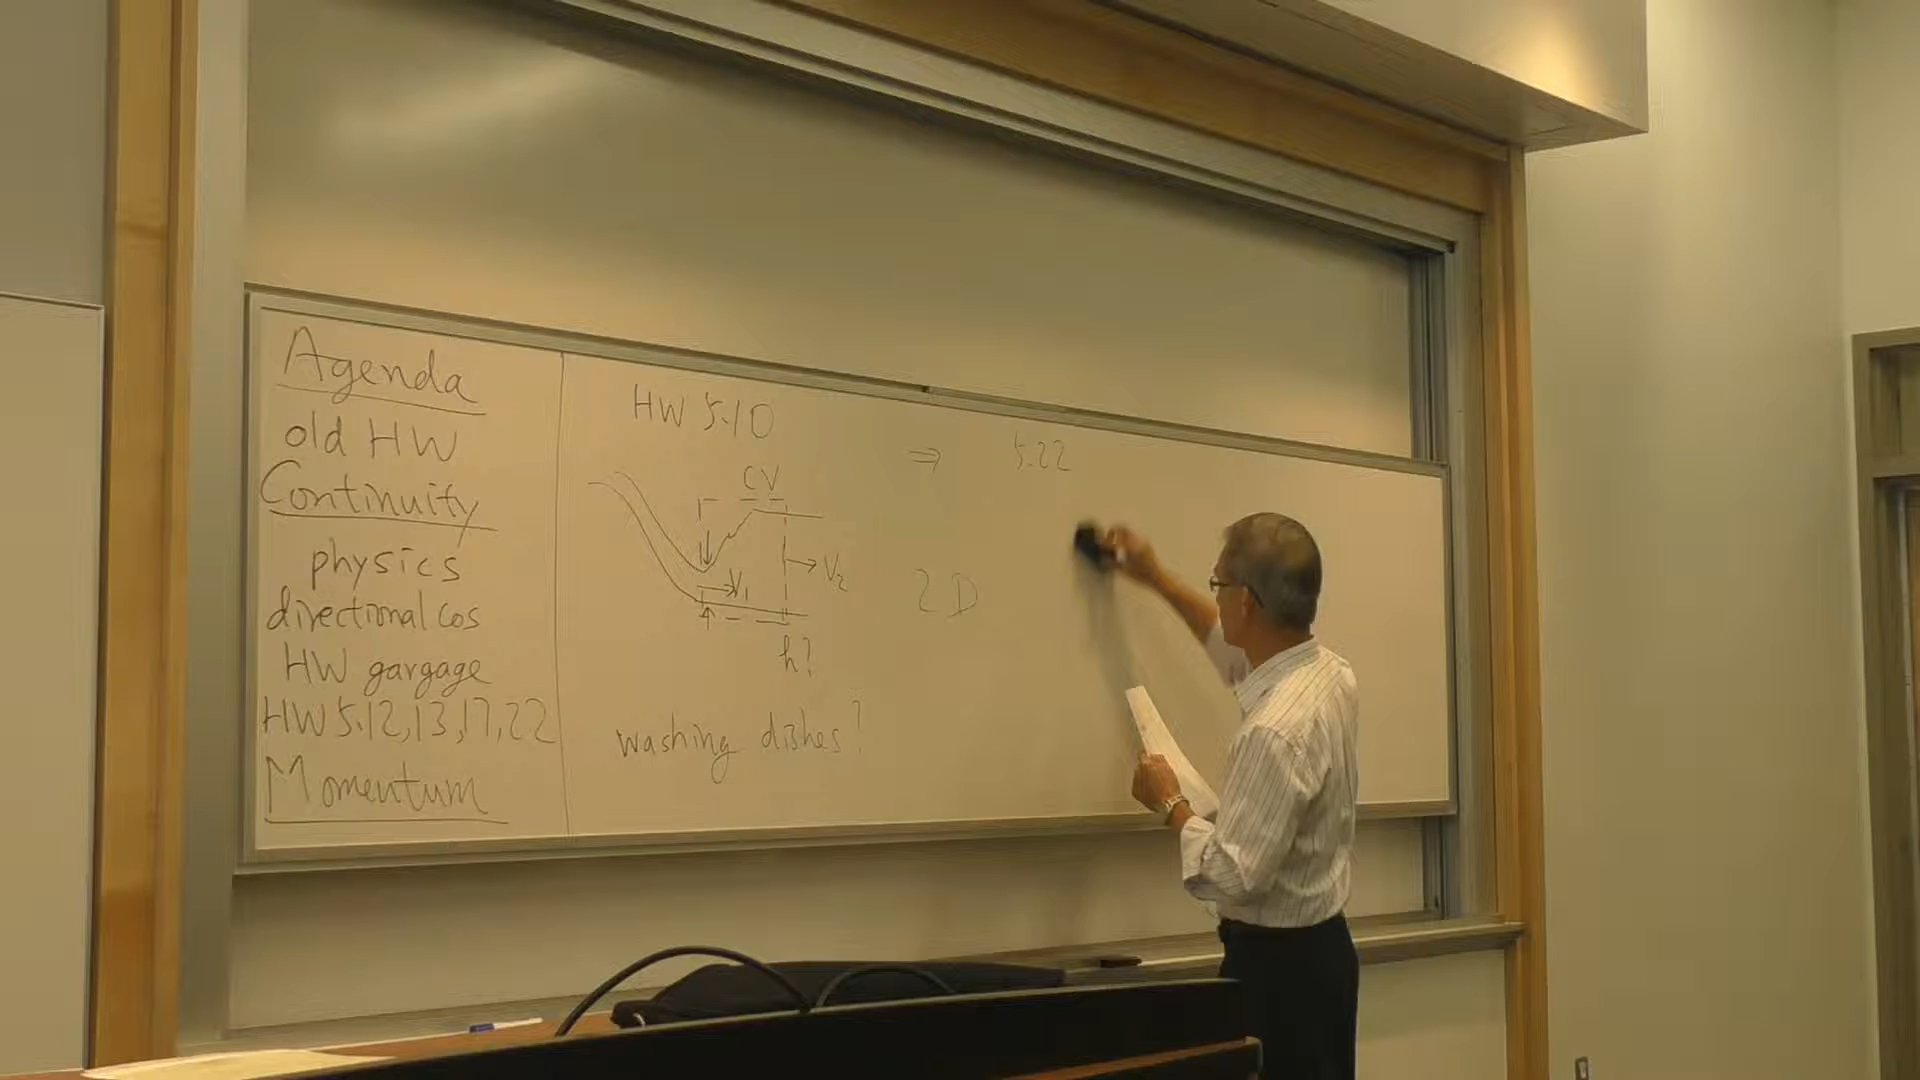 Agenda
old HW
Continuity
physics
directional cos
HW gargage
HW 5.12,13,17,22
Momentum
HW 5.10
CV
V1
V2
h?
washing dishes?
⇒ 5.22
2D